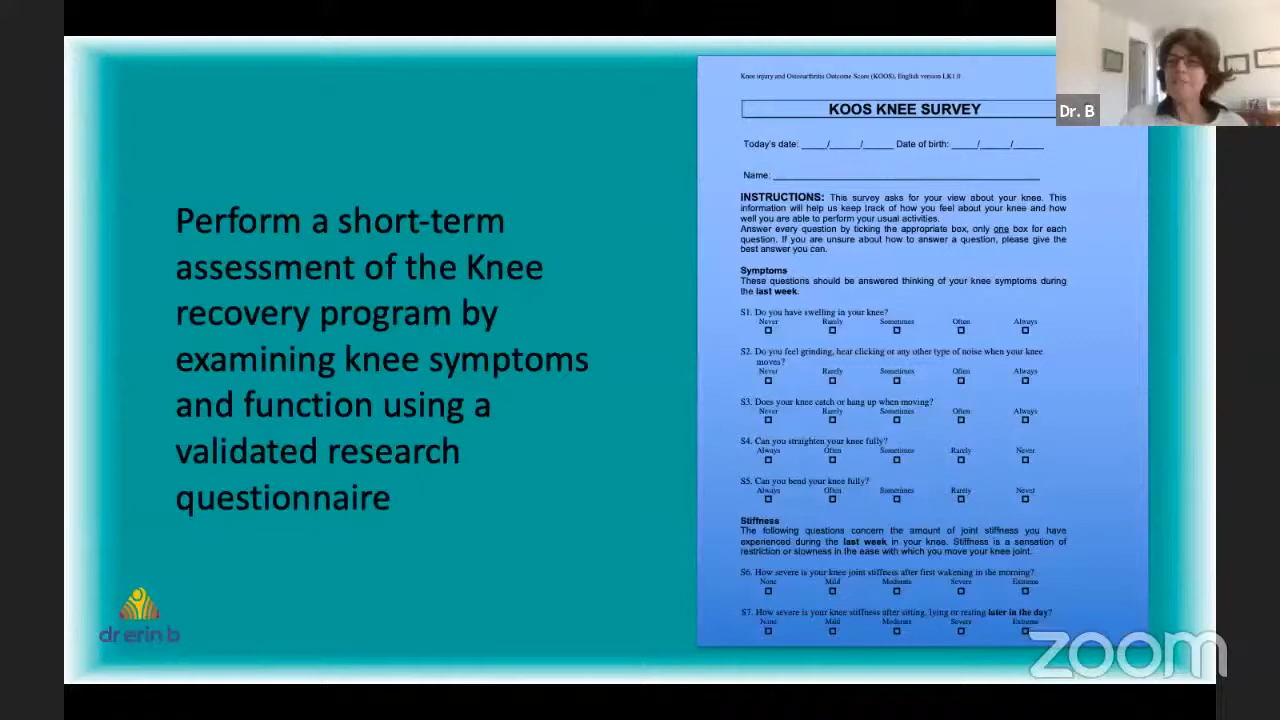 Perform a short-term
assessment of the Knee
recovery program by
examining knee symptoms
and function using a
validated research
questionnaire
dr erin b
Knee injury and Osteoarthritis Outcome Score (KOOS), English version LK1.0
KOOS KNEE SURVEY
Today's date: _____/______/______ Date of birth: _____/______/______
Name: ____________________________________________________
INSTRUCTIONS: This survey asks for your view about your knee. This
information will help us keep track of how you feel about your knee and how
well you are able to perform your usual activities.
Answer every question by ticking the appropriate box, only one box for each
question. If you are unsure about how to answer a question, please give the
best answer you can.
Symptoms
These questions should be answered thinking of your knee symptoms during
the last week.
S1. Do you have swelling in your knee?
Never Rarely Sometimes Often Always
S2. Do you feel grinding, hear clicking or any other type of noise when your knee
moves?
Never Rarely Sometimes Often Always
S3. Does your knee catch or hang up when moving?
Never Rarely Sometimes Often Always
S4. Can you straighten your knee fully?
Always Often Sometimes Rarely Never
S5. Can you bend your knee fully?
Always Often Sometimes Rarely Never
Stiffness
The following questions concern the amount of joint stiffness you have
experienced during the last week in your knee. Stiffness is a sensation of
restriction or slowness in the ease with which you move your knee joint.
S6. How severe is your knee joint stiffness after first wakening in the morning?
None Mild Moderate Severe Extreme
S7. How severe is your knee stiffness after sitting, lying or resting later in the day?
None Mild Moderate Severe Extreme
Dr. B
zoom